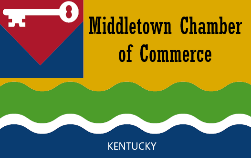 Middletown Chamber
of Commerce
KENTUCKY